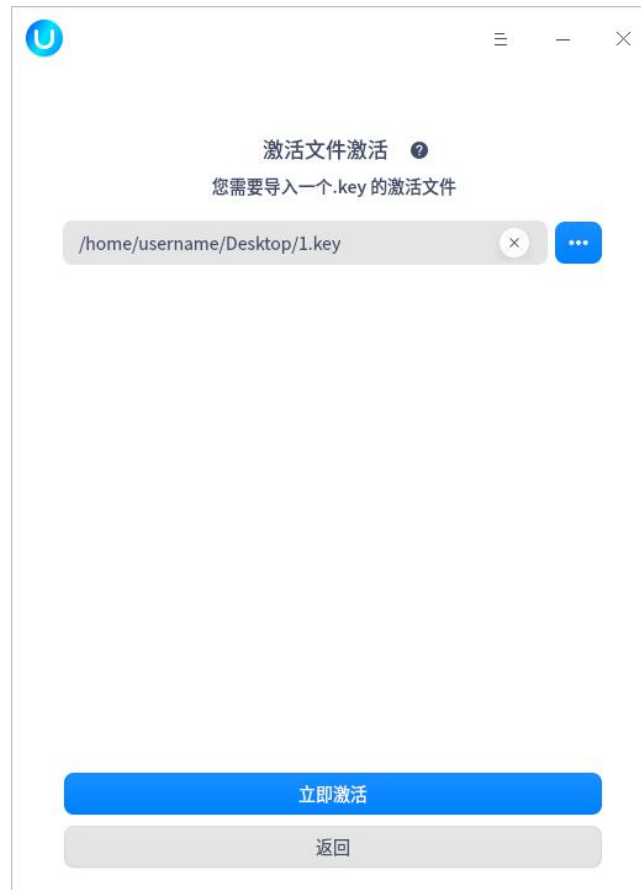 激活文件激活
您需要导入一个.key 的激活文件
/home/username/Desktop/1.key
立即激活
返回